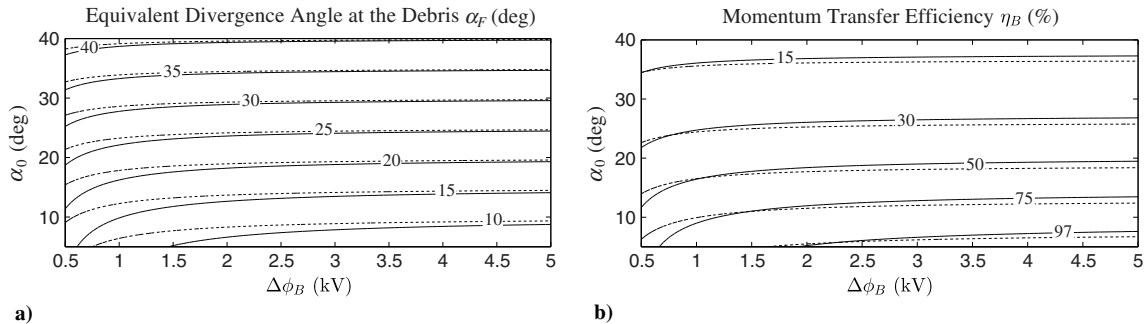 Equivalent Divergence Angle at the Debris α_F (deg)
40
35
30
25
20
15
10
40
30
20
10
α_0 (deg)
0.5 1 1.5 2 2.5 3 3.5 4 4.5 5
Δϕ_B (kV)
a)
Momentum Transfer Efficiency η_B (%)
15
30
50
75
97
40
30
20
10
α_0 (deg)
0.5 1 1.5 2 2.5 3 3.5 4 4.5 5
Δϕ_B (kV)
b)